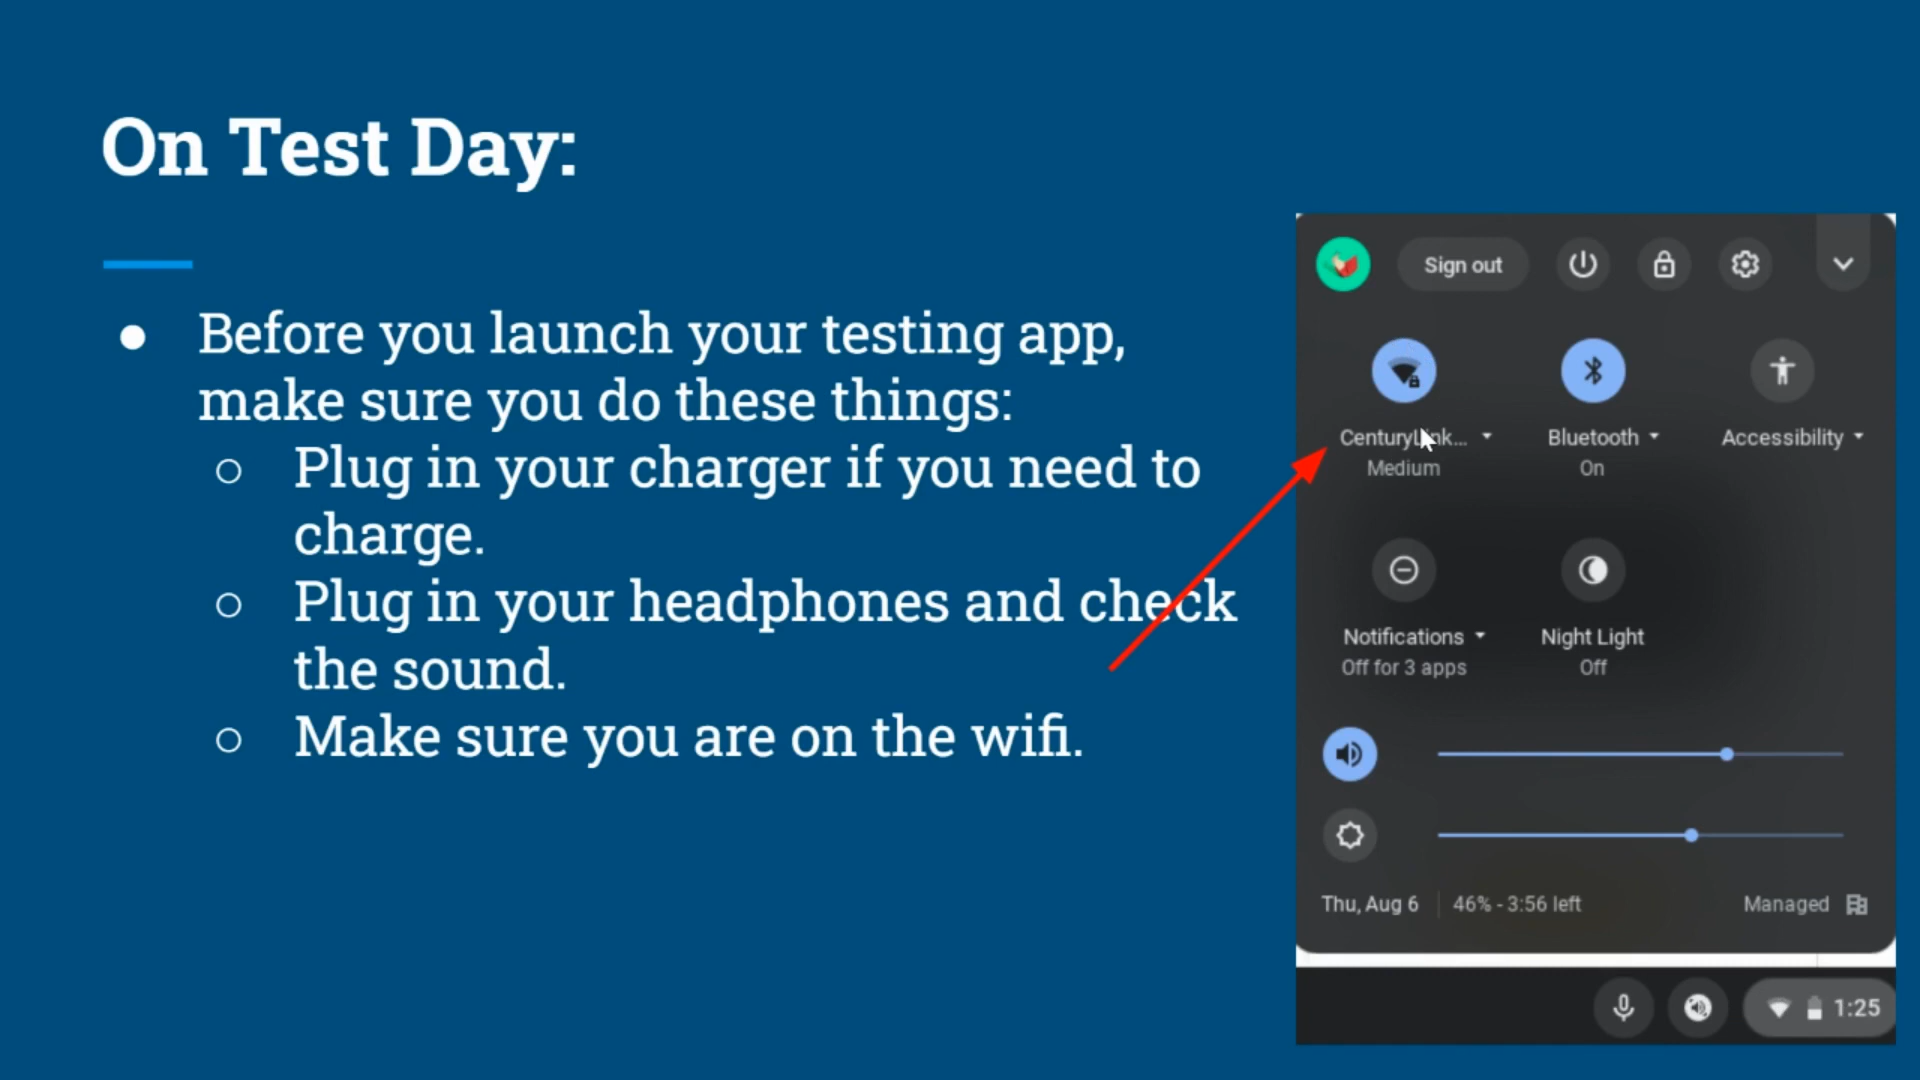 On Test Day:
● Before you launch your testing app,
make sure you do these things:
○ Plug in your charger if you need to
charge.
○ Plug in your headphones and check
the sound.
○ Make sure you are on the wifi.
Sign out
CenturyLink... Bluetooth Accessibility
Medium On
Notifications Night Light
Off for 3 apps Off
Thu, Aug 6 46% - 3:56 left Managed
1:25